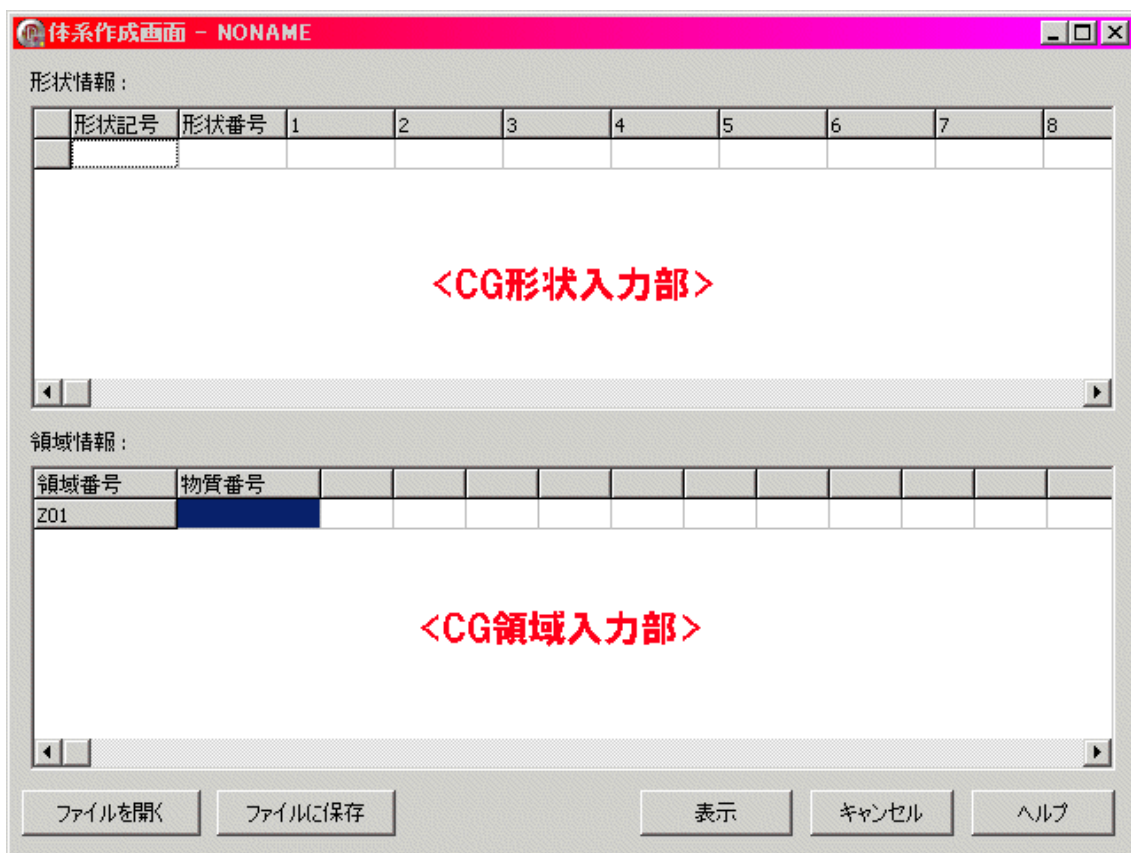 体系作成画面 - NONAME
形状情報:
形状記号 形状番号 1 2 3 4 5 6 7 8
<CG形状入力部>
領域情報:
領域番号 物質番号
Z01
<CG領域入力部>
ファイルを開く ファイルに保存 表示 キャンセル ヘルプ